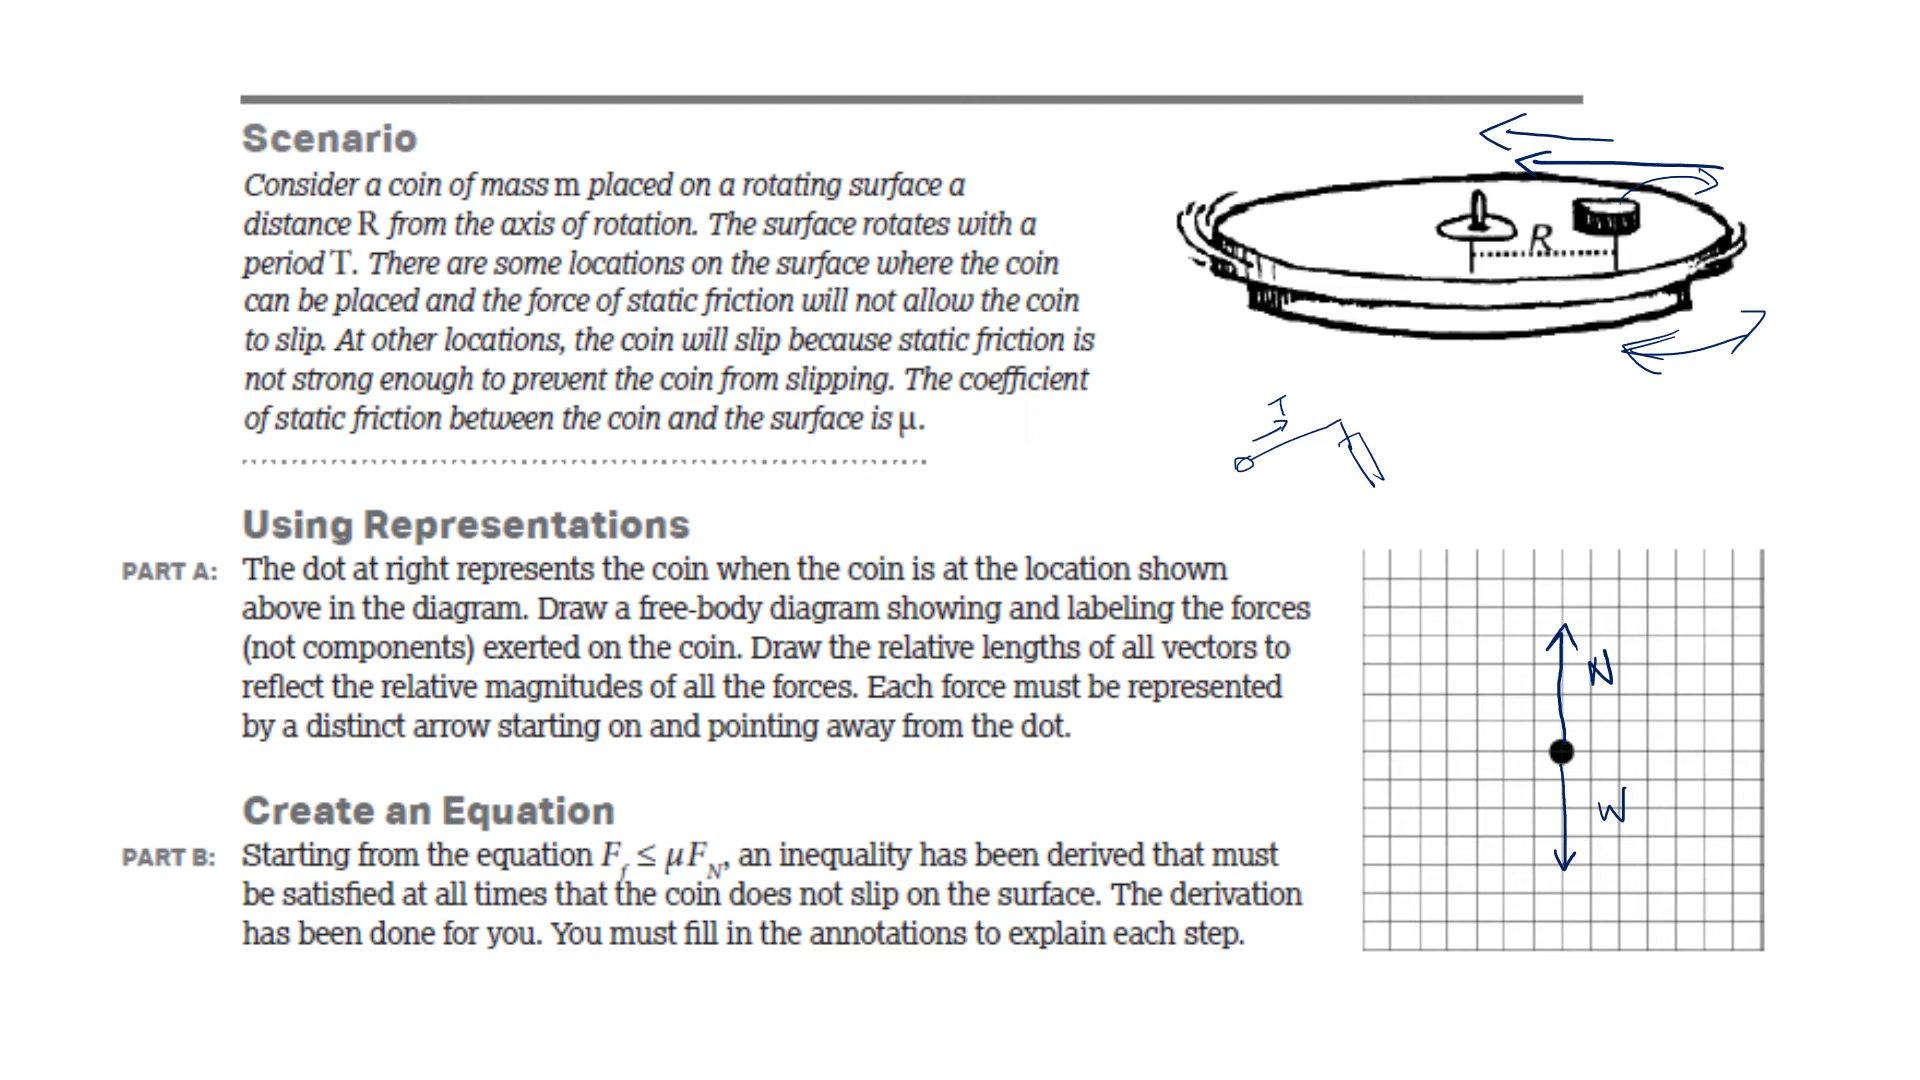 Scenario
Consider a coin of mass m placed on a rotating surface a
distance R from the axis of rotation. The surface rotates with a
period T. There are some locations on the surface where the coin
can be placed and the force of static friction will not allow the coin
to slip. At other locations, the coin will slip because static friction is
not strong enough to prevent the coin from slipping. The coefficient
of static friction between the coin and the surface is µ.
R
T
Using Representations
PART A: The dot at right represents the coin when the coin is at the location shown
above in the diagram. Draw a free-body diagram showing and labeling the forces
(not components) exerted on the coin. Draw the relative lengths of all vectors to
reflect the relative magnitudes of all the forces. Each force must be represented
by a distinct arrow starting on and pointing away from the dot.
N
W
Create an Equation
PART B: Starting from the equation F_f ≤ µF_N, an inequality has been derived that must
be satisfied at all times that the coin does not slip on the surface. The derivation
has been done for you. You must fill in the annotations to explain each step.